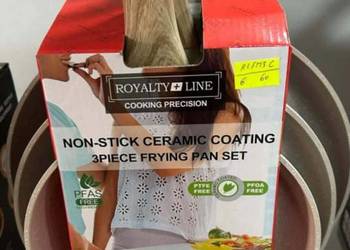 ROYALTY LINE
COOKING PRECISION
NON-STICK CERAMIC COATING
3PIECE FRYING PAN SET
PFAS
FREE
PTFE
FREE
PFOA
FREE